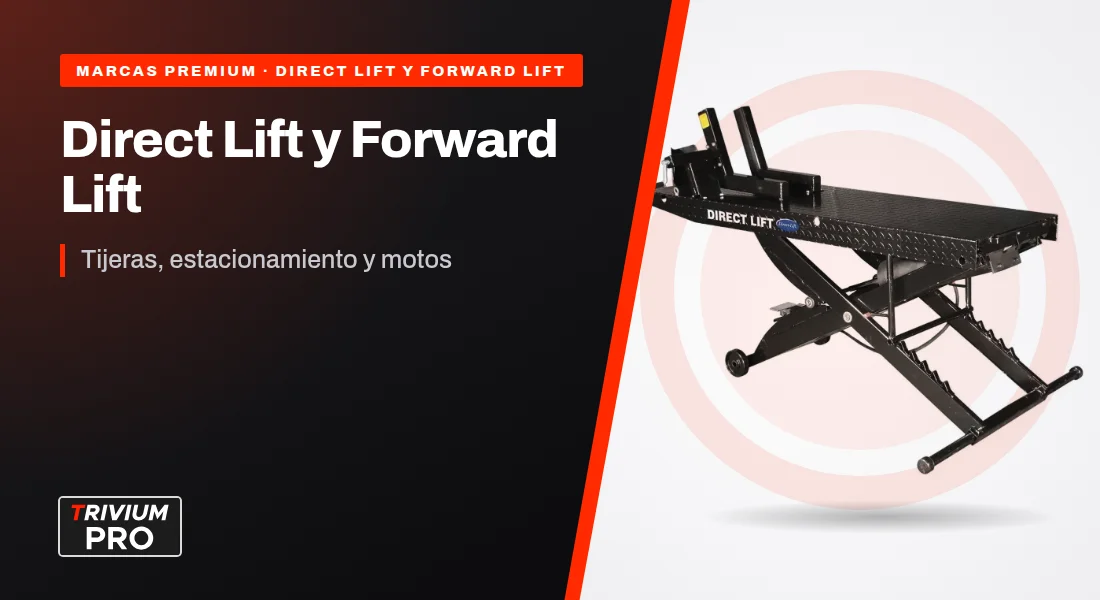 MARCAS PREMIUM · DIRECT LIFT Y FORWARD LIFT
Direct Lift y Forward
Lift
Tijeras, estacionamiento y motos
DIRECT LIFT
TRIVIUM
PRO